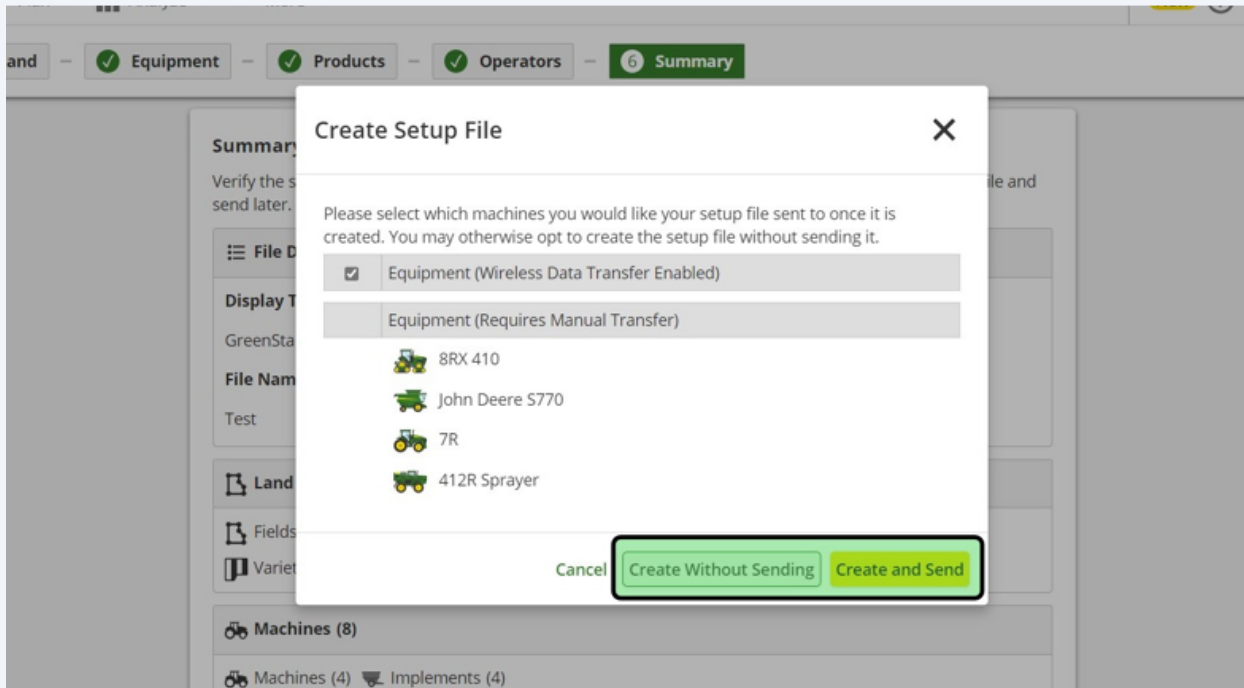 and
Equipment
Products
Operators
6 Summary
Create Setup File
Summary
Verify the s
ile and
send later.
Please select which machines you would like your setup file sent to once it is
created. You may otherwise opt to create the setup file without sending it.
File D
Equipment (Wireless Data Transfer Enabled)
Display T
Equipment (Requires Manual Transfer)
GreenSta
8RX 410
File Nam
John Deere S770
Test
7R
412R Sprayer
Land
Fields
Variet
Cancel
Create Without Sending
Create and Send
Machines (8)
Machines (4) Implements (4)